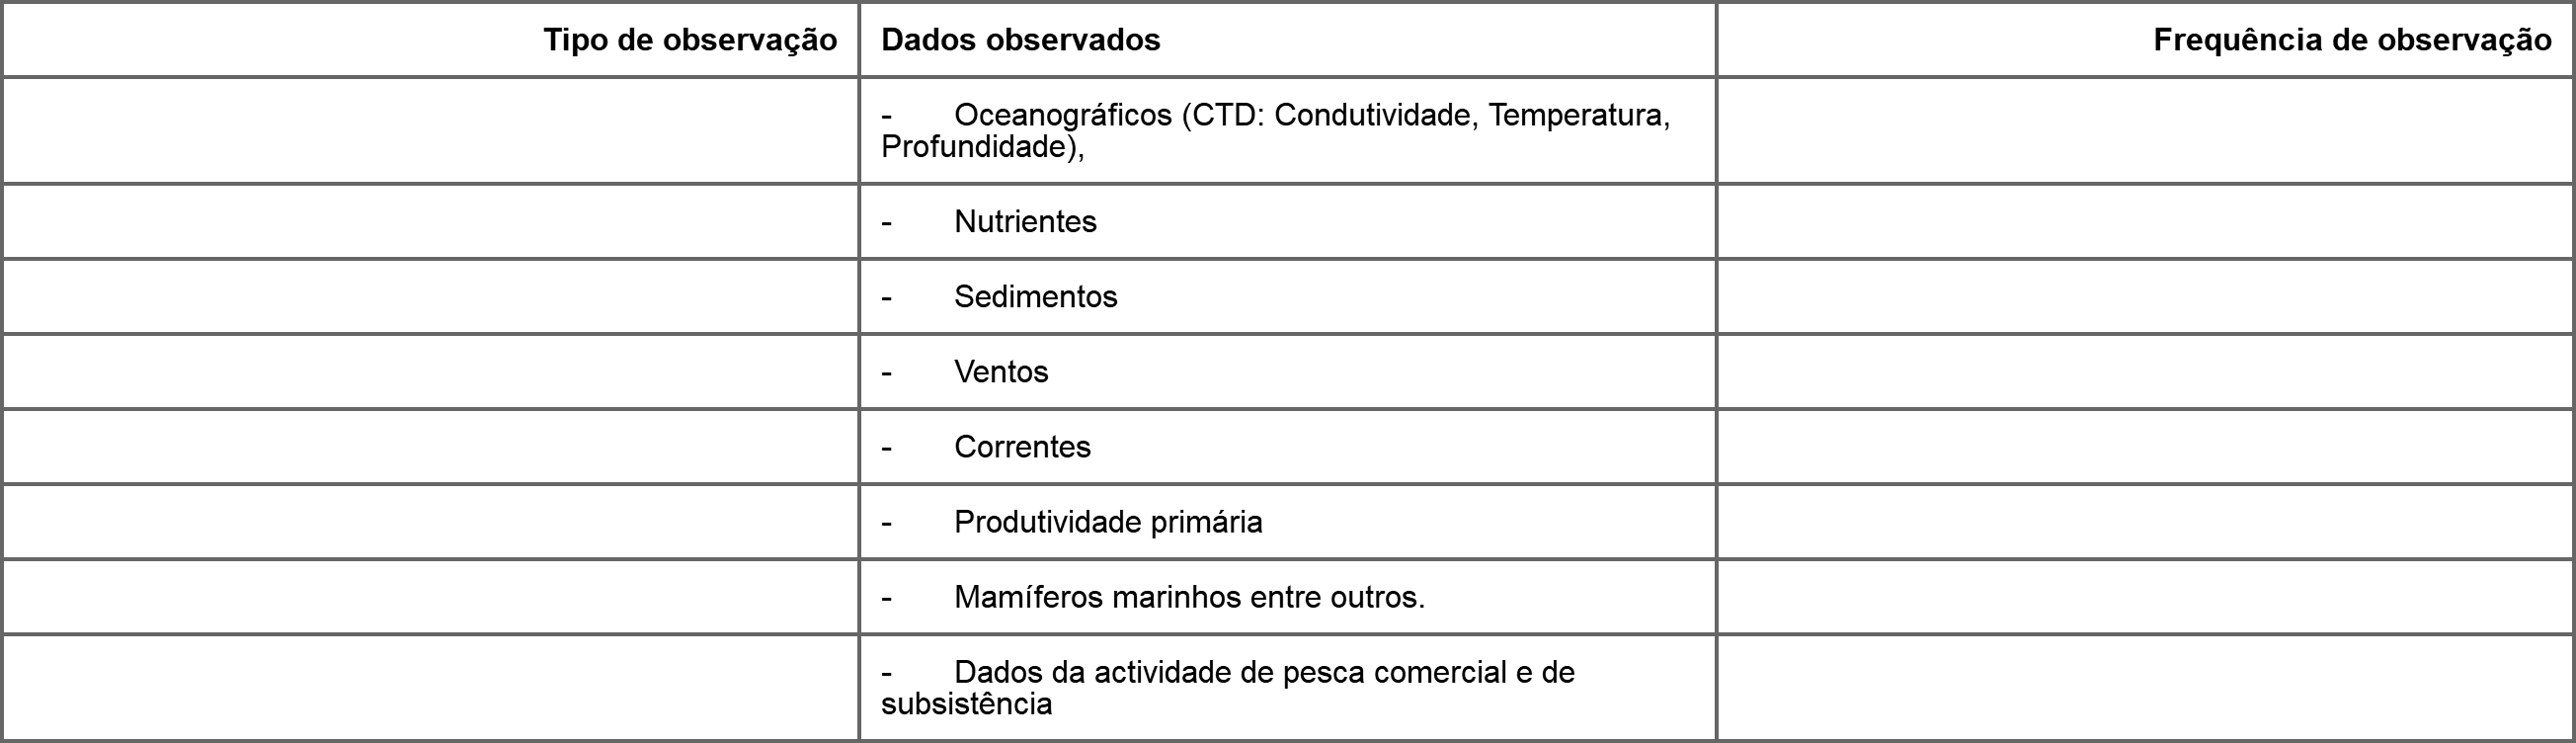 Tipo de observação
Dados observados
Frequência de observação
- Oceanográficos (CTD: Condutividade, Temperatura,
Profundidade),
- Nutrientes
- Sedimentos
- Ventos
- Correntes
- Produtividade primária
- Mamíferos marinhos entre outros.
- Dados da actividade de pesca comercial e de
subsistência